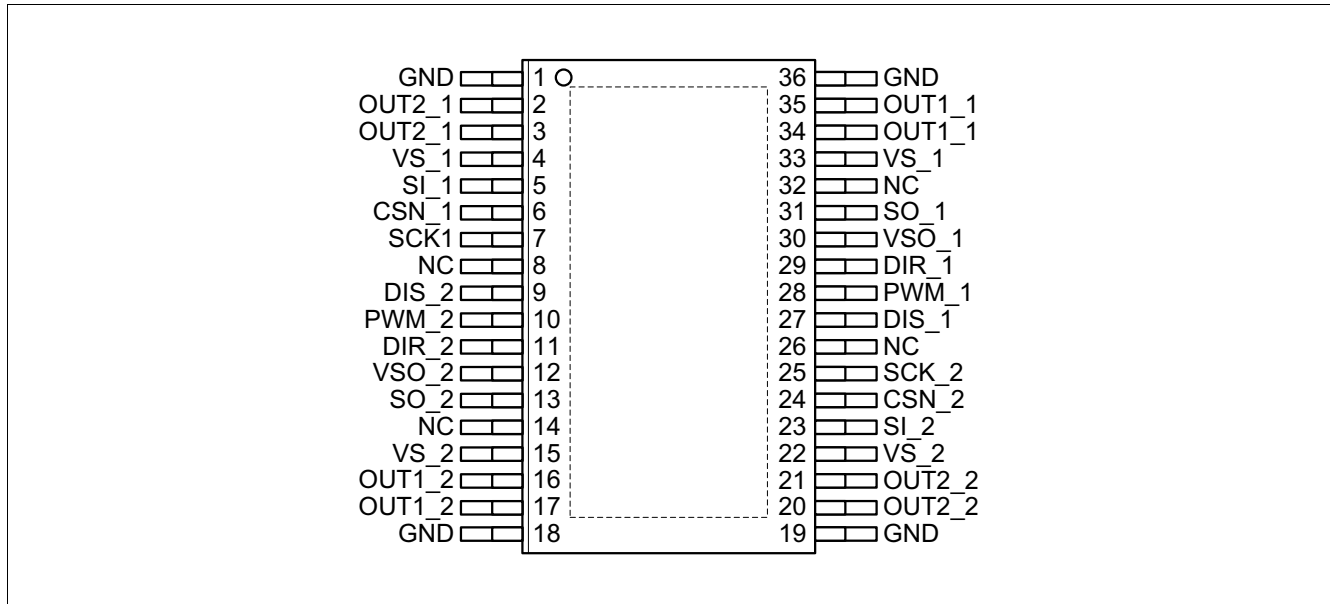 GND 1 36 GND
OUT2_1 2 35 OUT1_1
OUT2_1 3 34 OUT1_1
VS_1 4 33 VS_1
SI_1 5 32 NC
CSN_1 6 31 SO_1
SCK1 7 30 VSO_1
NC 8 29 DIR_1
DIS_2 9 28 PWM_1
PWM_2 10 27 DIS_1
DIR_2 11 26 NC
VSO_2 12 25 SCK_2
SO_2 13 24 CSN_2
NC 14 23 SI_2
VS_2 15 22 VS_2
OUT1_2 16 21 OUT2_2
OUT1_2 17 20 OUT2_2
GND 18 19 GND